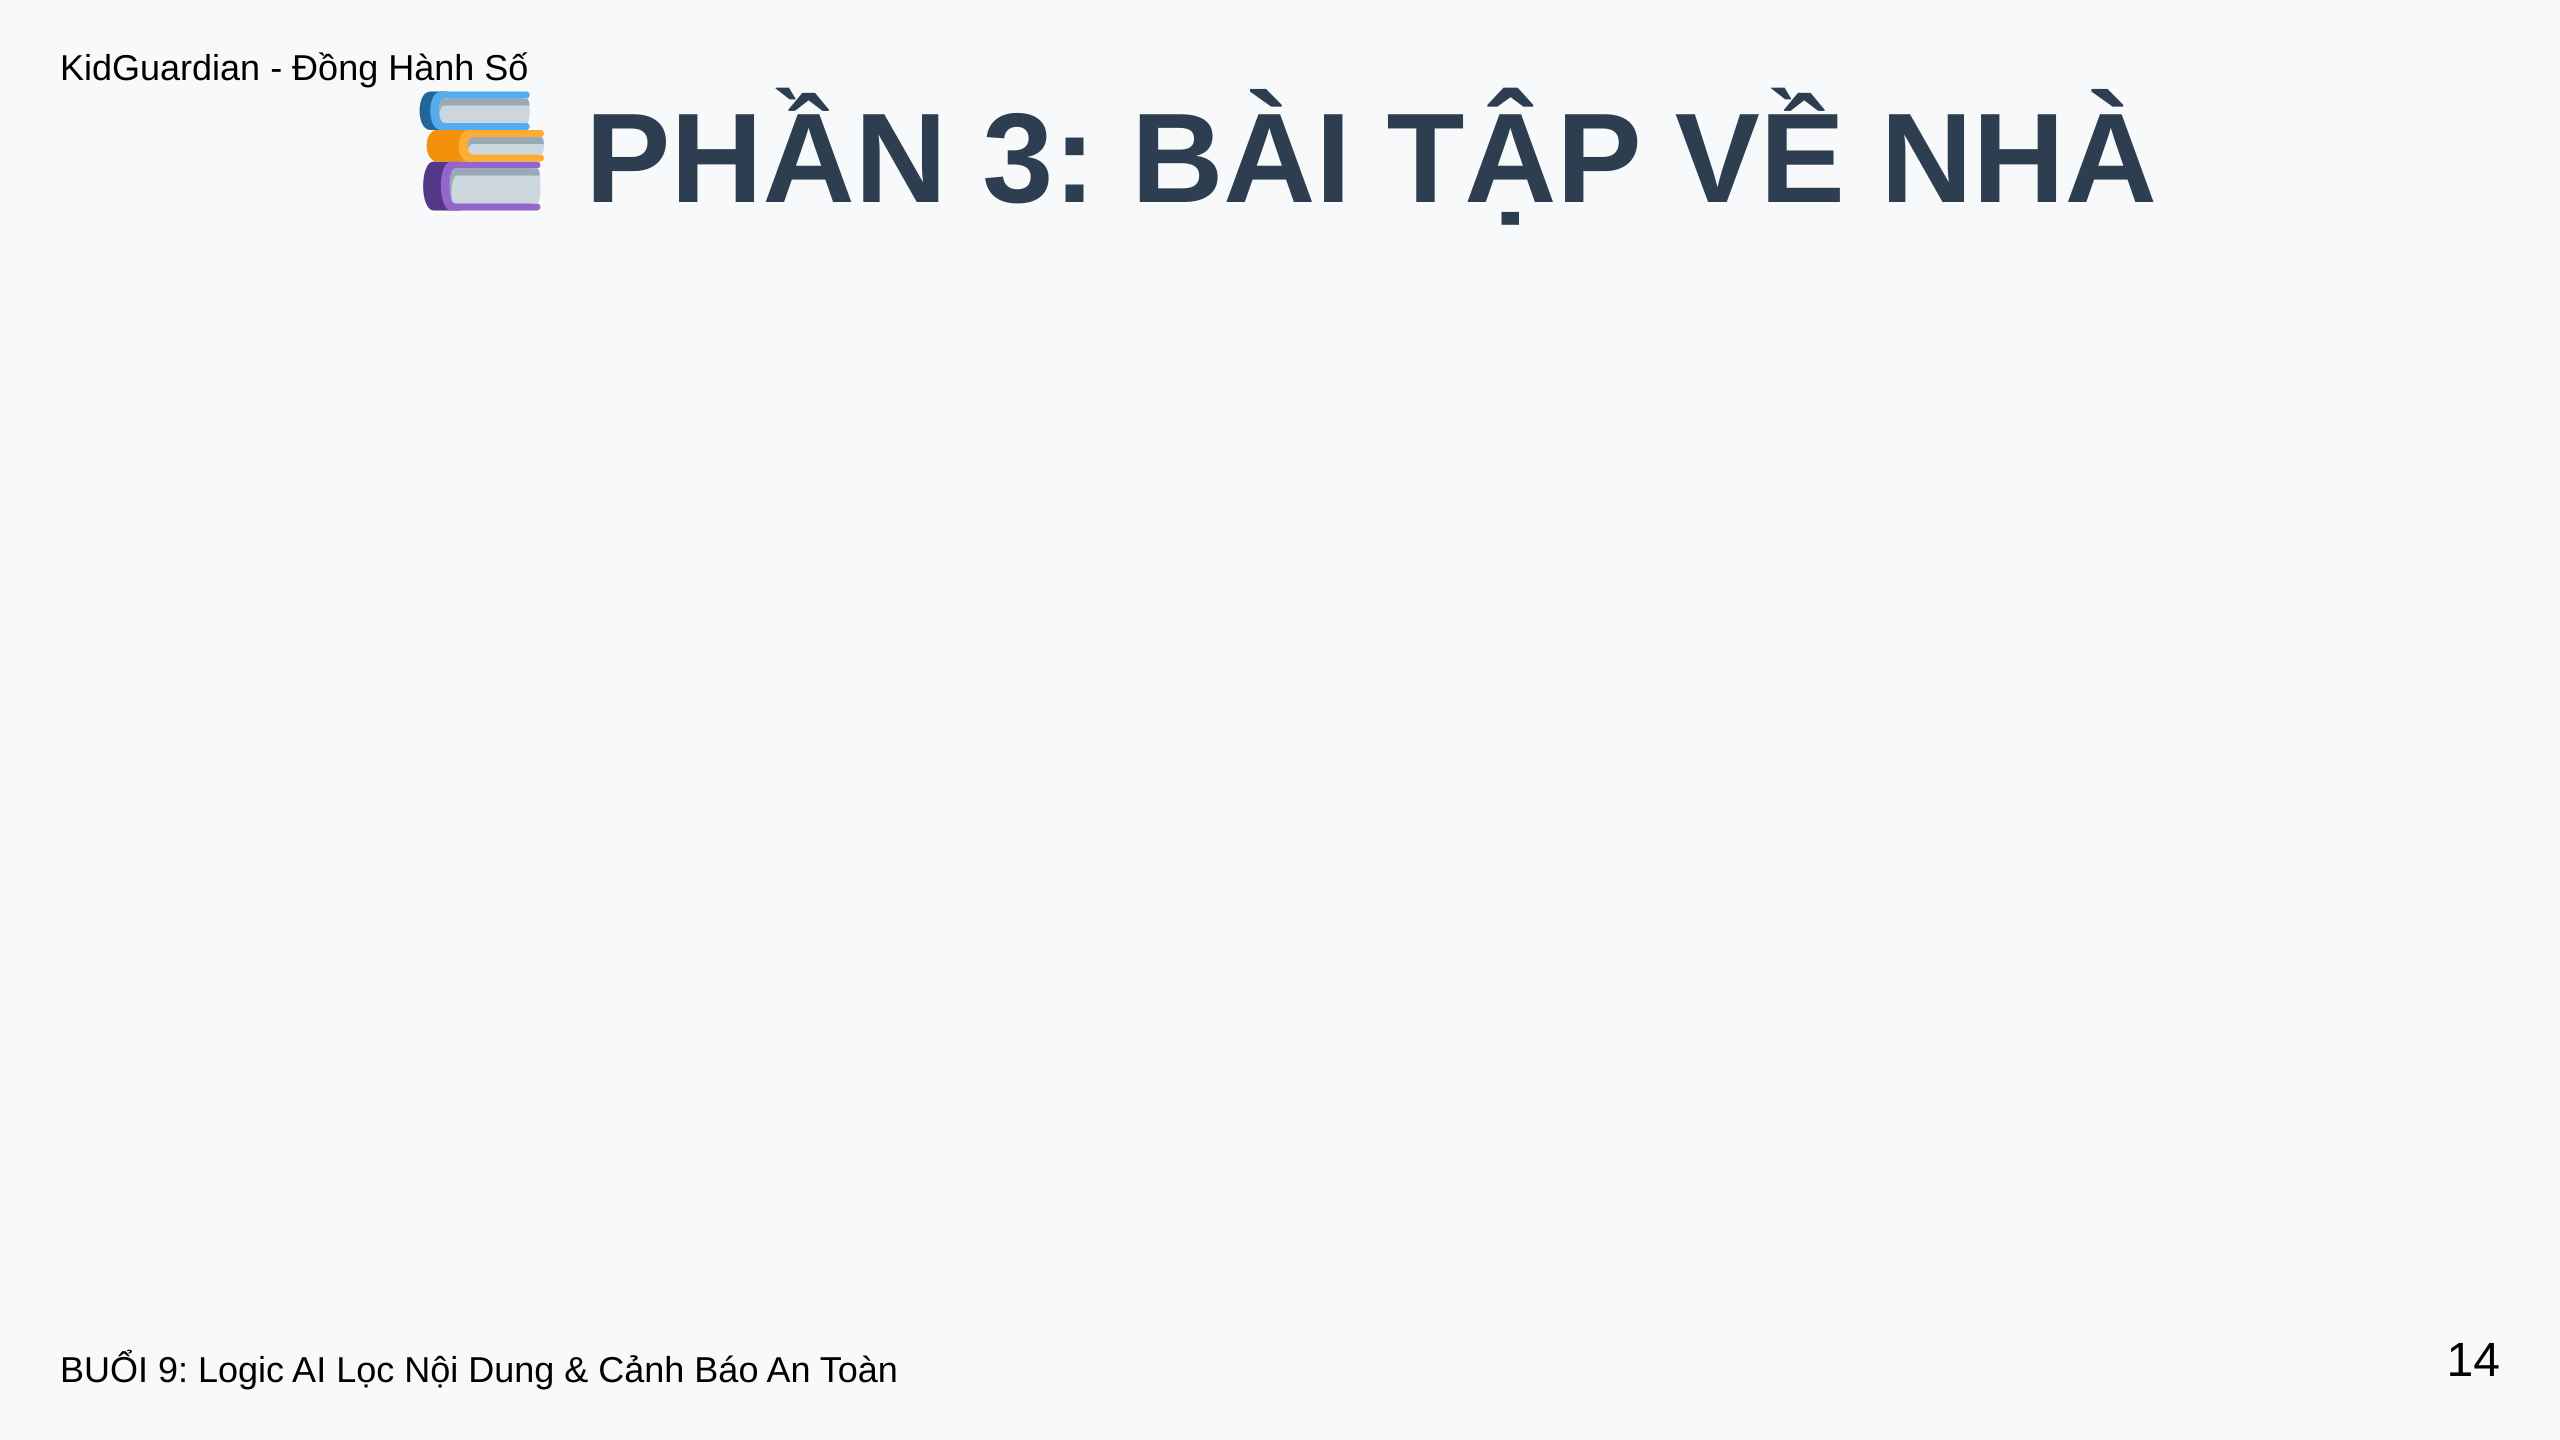 KidGuardian - Đồng Hành Số
PHẦN 3: BÀI TẬP VỀ NHÀ
BUỔI 9: Logic AI Lọc Nội Dung & Cảnh Báo An Toàn
14